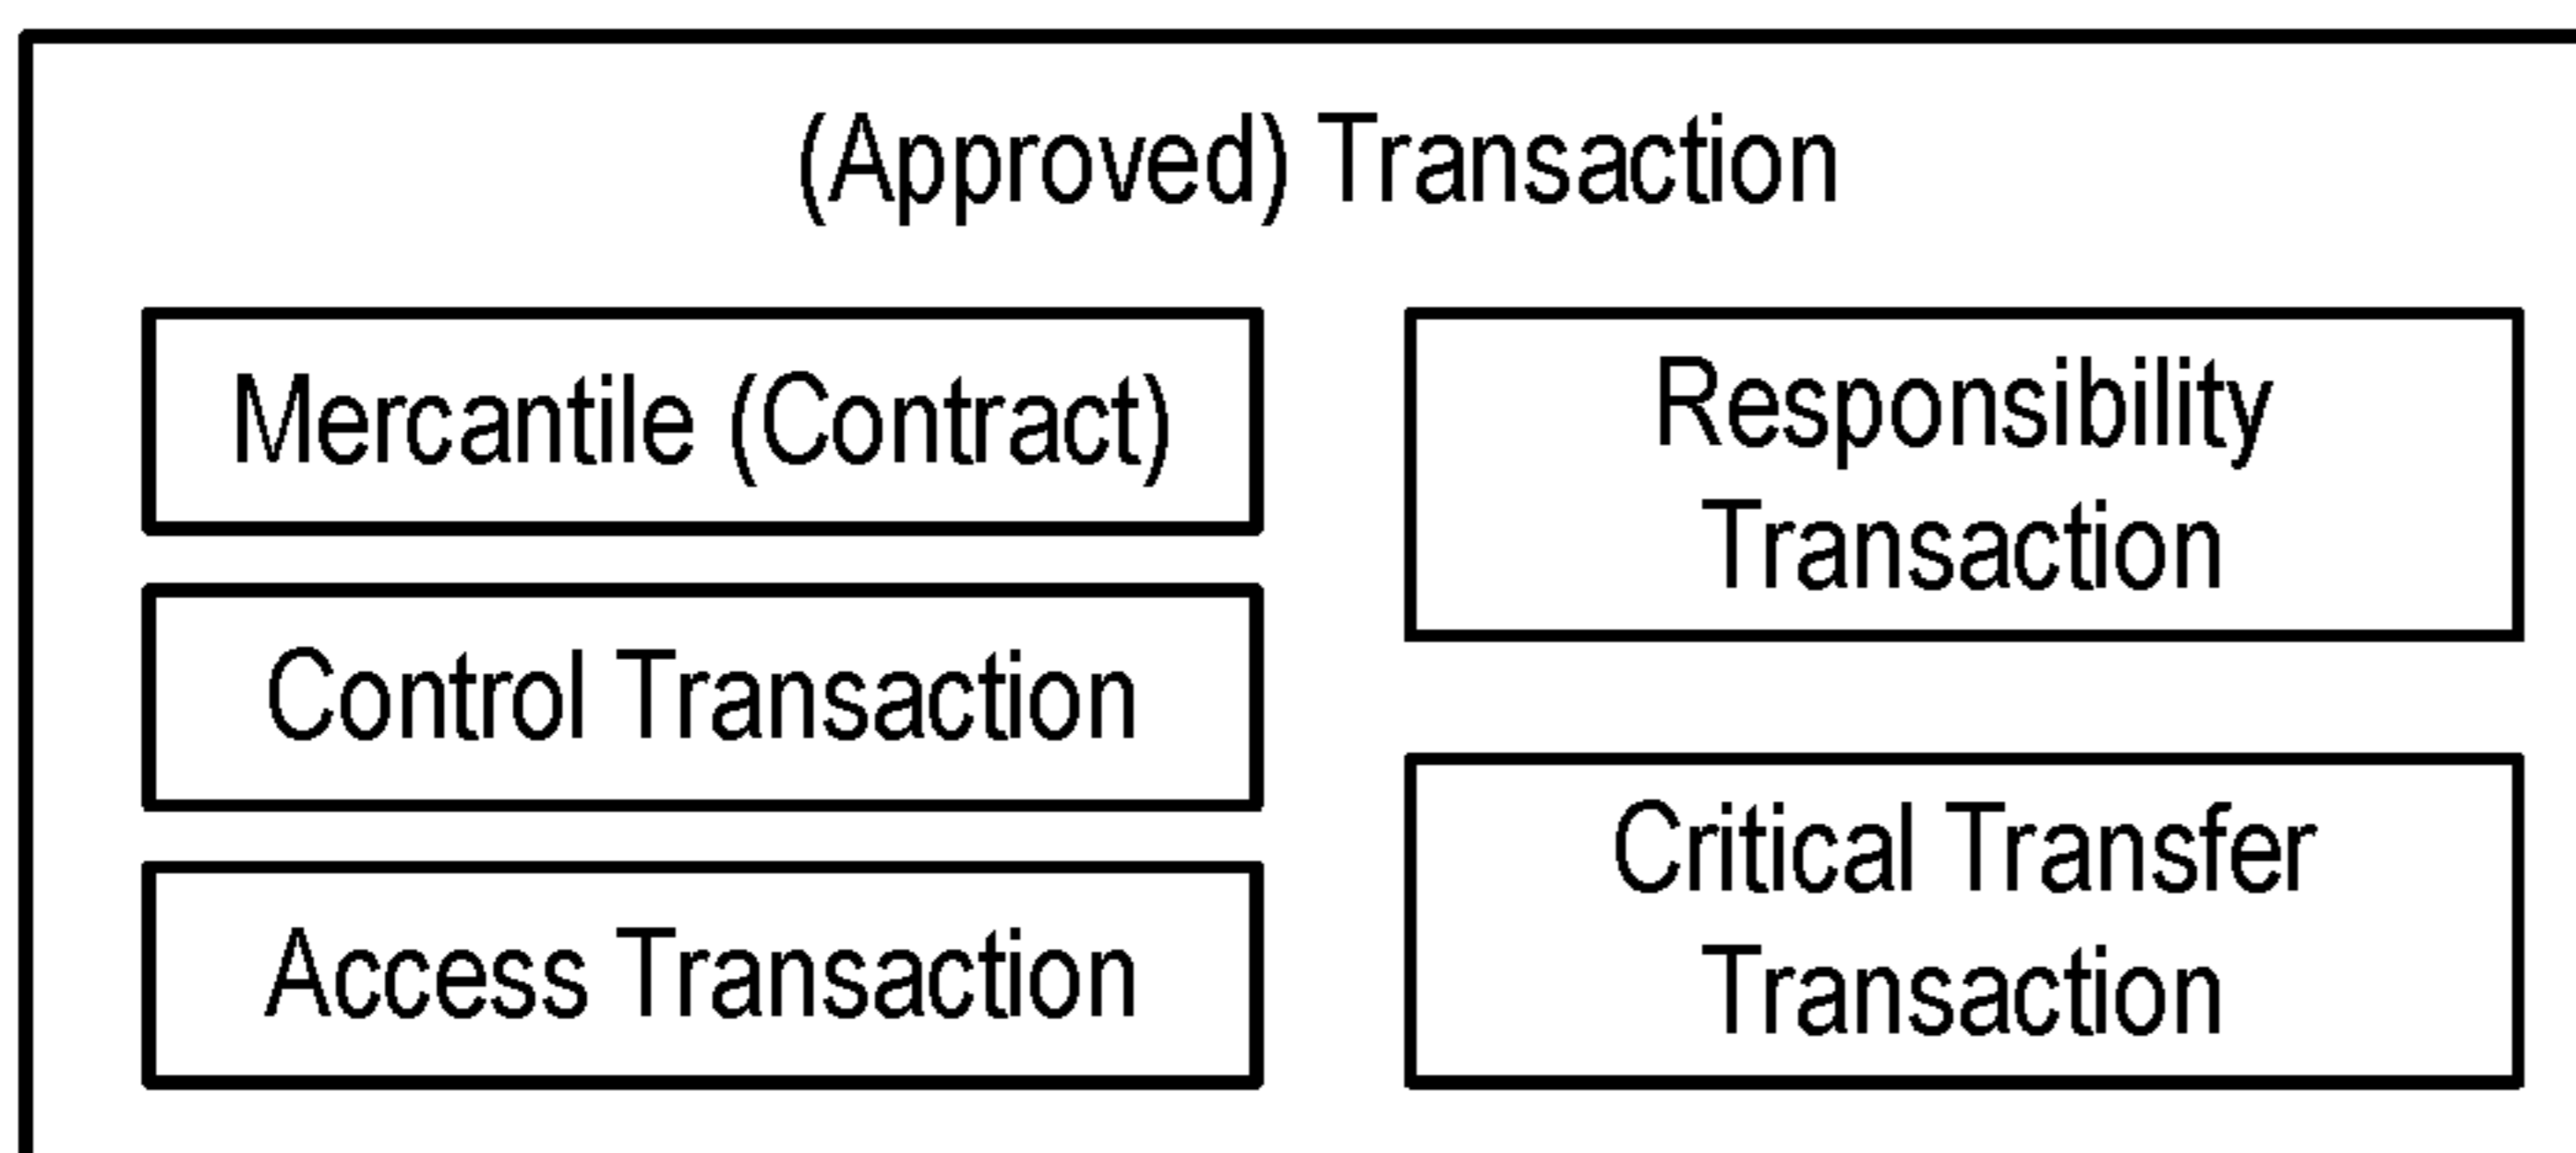 (Approved) Transaction
Mercantile (Contract)
Control Transaction
Access Transaction
Responsibility
Transaction
Critical Transfer
Transaction